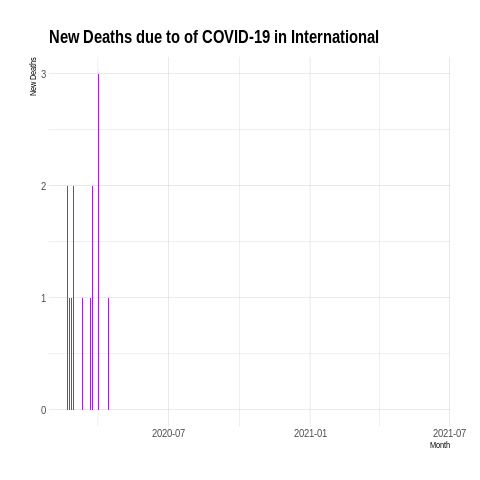 New Deaths due to of COVID-19 in International
New Deaths
3
2
1
0
2020-07
2021-01
2021-07
Month